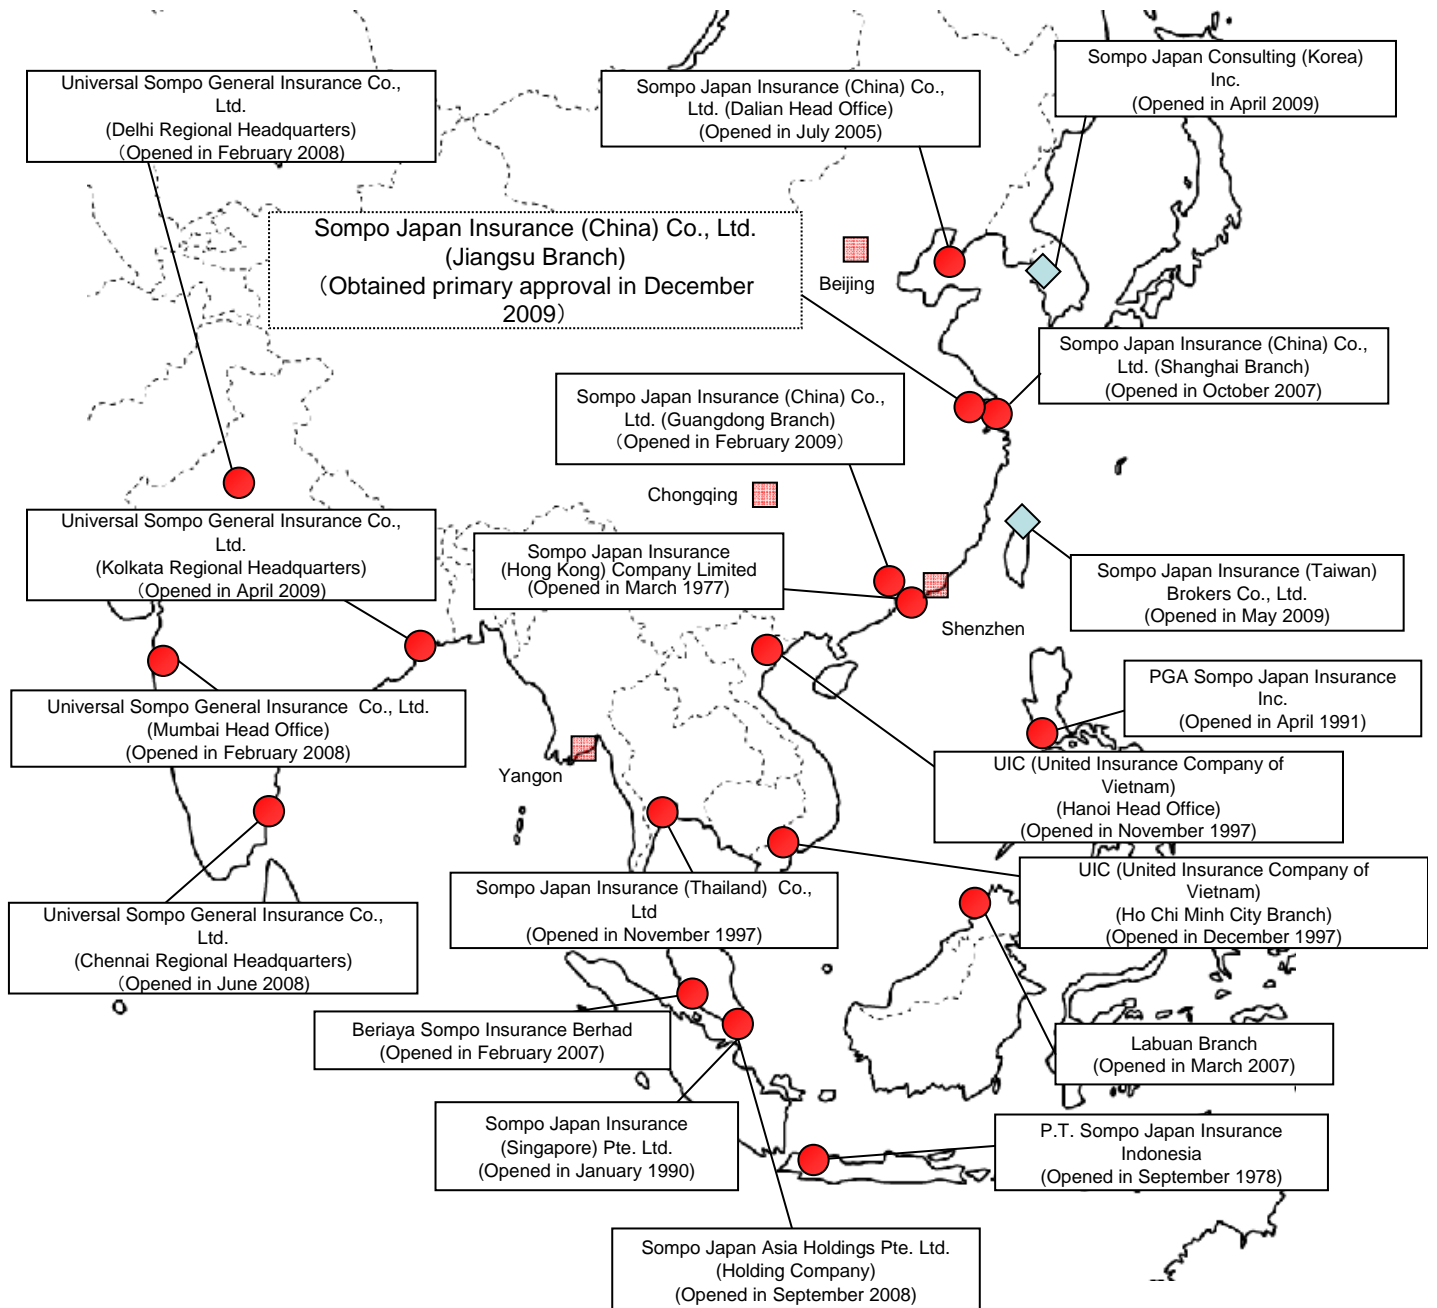 Universal Sompo General Insurance Co.,
Ltd.
(Delhi Regional Headquarters)
（Opened in February 2008)
Sompo Japan Insurance (China) Co.,
Ltd. (Dalian Head Office)
(Opened in July 2005)
Sompo Japan Consulting (Korea)
Inc.
(Opened in April 2009)
Sompo Japan Insurance (China) Co., Ltd.
(Jiangsu Branch)
（Obtained primary approval in December
2009）
Beijing
Sompo Japan Insurance (China) Co.,
Ltd. (Shanghai Branch)
(Opened in October 2007)
Sompo Japan Insurance (China) Co.,
Ltd. (Guangdong Branch)
（Opened in February 2009）
Chongqing
Universal Sompo General Insurance Co.,
Ltd.
(Kolkata Regional Headquarters)
（Opened in April 2009)
Sompo Japan Insurance
(Hong Kong) Company Limited
(Opened in March 1977)
Shenzhen
Sompo Japan Insurance (Taiwan)
Brokers Co., Ltd.
(Opened in May 2009)
Universal Sompo General Insurance  Co., Ltd.
(Mumbai Head Office)
(Opened in February 2008)
PGA Sompo Japan Insurance
Inc.
(Opened in April 1991)
Yangon
UIC (United Insurance Company of
Vietnam)
(Hanoi Head Office)
(Opened in November 1997)
UIC (United Insurance Company of
Vietnam)
(Ho Chi Minh City Branch)
(Opened in December 1997)
Sompo Japan Insurance (Thailand)  Co.,
Ltd
(Opened in November 1997)
Universal Sompo General Insurance Co.,
Ltd.
(Chennai Regional Headquarters)
（Opened in June 2008)
Beriaya Sompo Insurance Berhad
(Opened in February 2007)
Labuan Branch
(Opened in March 2007)
Sompo Japan Insurance
(Singapore) Pte. Ltd.
(Opened in January 1990)
P.T. Sompo Japan Insurance
Indonesia
(Opened in September 1978)
Sompo Japan Asia Holdings Pte. Ltd.
(Holding Company)
(Opened in September 2008)